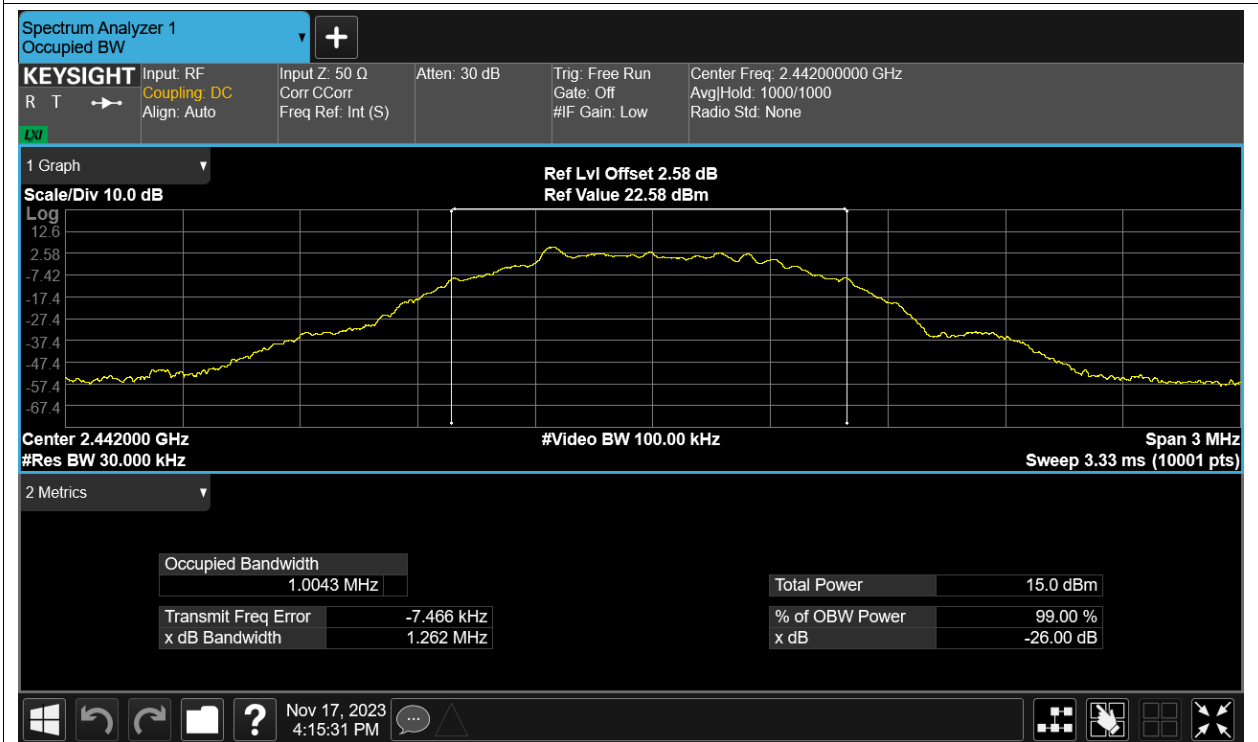 Spectrum Analyzer 1
Occupied BW
KEYSIGHT
R T
LXI
Input: RF
Coupling: DC
Align: Auto
Input Z: 50 Ω
Corr CCorr
Freq Ref: Int (S)
Atten: 30 dB
Trig: Free Run
Gate: Off
#IF Gain: Low
Center Freq: 2.442000000 GHz
Avg|Hold: 1000/1000
Radio Std: None
1 Graph
Scale/Div 10.0 dB
Ref Lvl Offset 2.58 dB
Ref Value 22.58 dBm
Log
12.6
2.58
-7.42
-17.4
-27.4
-37.4
-47.4
-57.4
-67.4
Center 2.442000 GHz
#Res BW 30.000 kHz
#Video BW 100.00 kHz
Span 3 MHz
Sweep 3.33 ms (10001 pts)
2 Metrics
Occupied Bandwidth
1.0043 MHz
Transmit Freq Error -7.466 kHz
x dB Bandwidth 1.262 MHz
Total Power 15.0 dBm
% of OBW Power 99.00 %
x dB -26.00 dB
?
Nov 17, 2023
4:15:31 PM